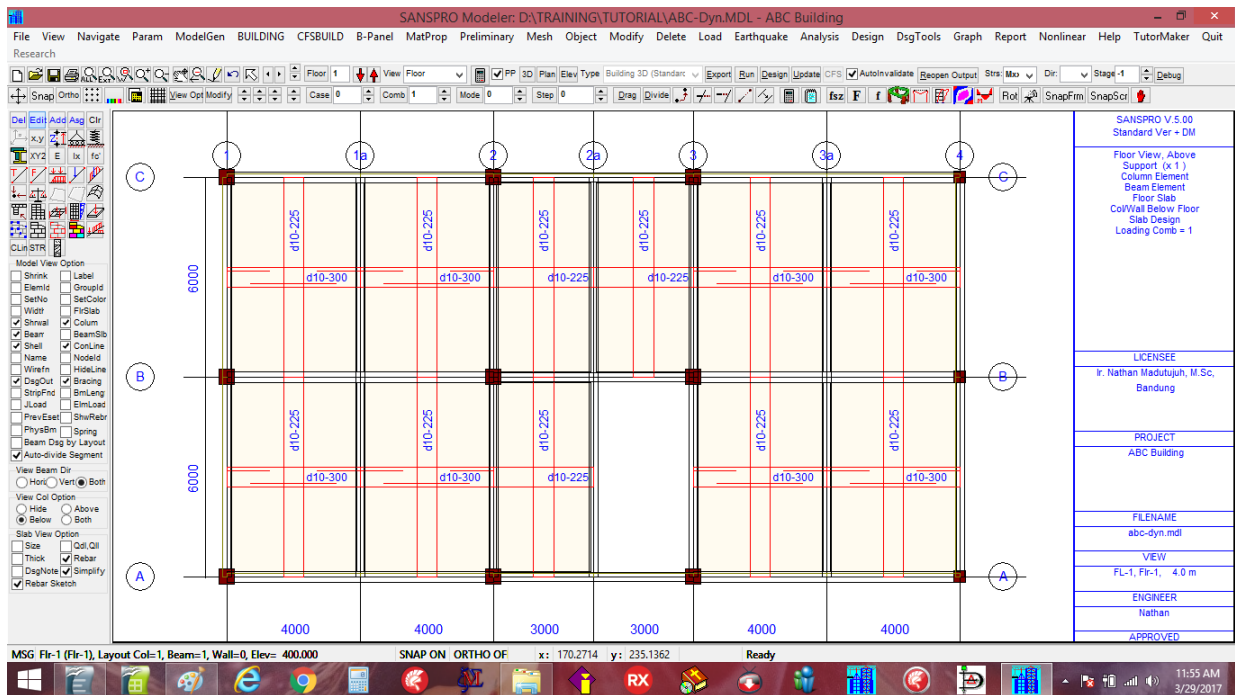 SANSPRO Modeler: D:\TRAINING\TUTORIAL\ABC-Dyn.MDL - ABC Building
File View Navigate Param ModelGen BUILDING CFSBUILD B-Panel MatProp Preliminary Mesh Object Modify Delete Load Earthquake Analysis Design DsgTools Graph Report Nonlinear Help TutorMaker Quit
Research
Floor 1 View Floor PP 3D Plan Elev Type Building 3D (Standarc Export Run Design Update CFS AutoInvalidate Reopen Output Strs: Mxo Dir: Stage -1 Debug
Snap Ortho View Opt Modify Case 0 Comb 1 Mode 0 Step 0 Drag Divide fsz F f Rot SnapFrm SnapScr
Del Edit Add Asg Clr
x,y
XY2 E Ix fc'
CLin STR
Model View Option
Shrink Label
ElemId GroupId
SetNo SetColor
Width FlrSlab
Shrwal Colum
Beam BeamSlb
Shell ConLine
Name NodeId
Wirefn HideLine
DsgOut Bracing
StripFnd BmLeng
JLoad ElmLoad
PrevEset ShwRebr
PhysBm Spring
Beam Dsg by Layout
Auto-divide Segment
View Beam Dir
Hori Vert Both
View Col Option
Hide Above
Below Both
Slab View Option
Size Qdl,Qll
Thick Rebar
DsgNote Simplify
Rebar Sketch
1 1a 2 2a 3 3a 4
C C
d10-225 d10-225 d10-225 d10-225 d10-225 d10-225
6000
d10-300 d10-300 d10-225 d10-225 d10-300 d10-300
B B
d10-225 d10-225 d10-225 d10-225 d10-225
6000
d10-300 d10-300 d10-225 d10-300 d10-300
A A
4000 4000 3000 3000 4000 4000
SANSPRO V.5.00
Standard Ver + DM
Floor View, Above
Support (x 1 )
Column Element
Beam Element
Floor Slab
Col/Wall Below Floor
Slab Design
Loading Comb = 1
LICENSEE
Ir. Nathan Madutujuh, M.Sc,
Bandung
PROJECT
ABC Building
FILENAME
abc-dyn.mdl
VIEW
FL-1, Flr-1, 4.0 m
ENGINEER
Nathan
APPROVED
MSG Flr-1 (Flr-1), Layout Col=1, Beam=1, Wall=0, Elev= 400.000 SNAP ON ORTHO OF x: 170.2714 y: 235.1362 Ready
RX
11:55 AM
3/29/2017